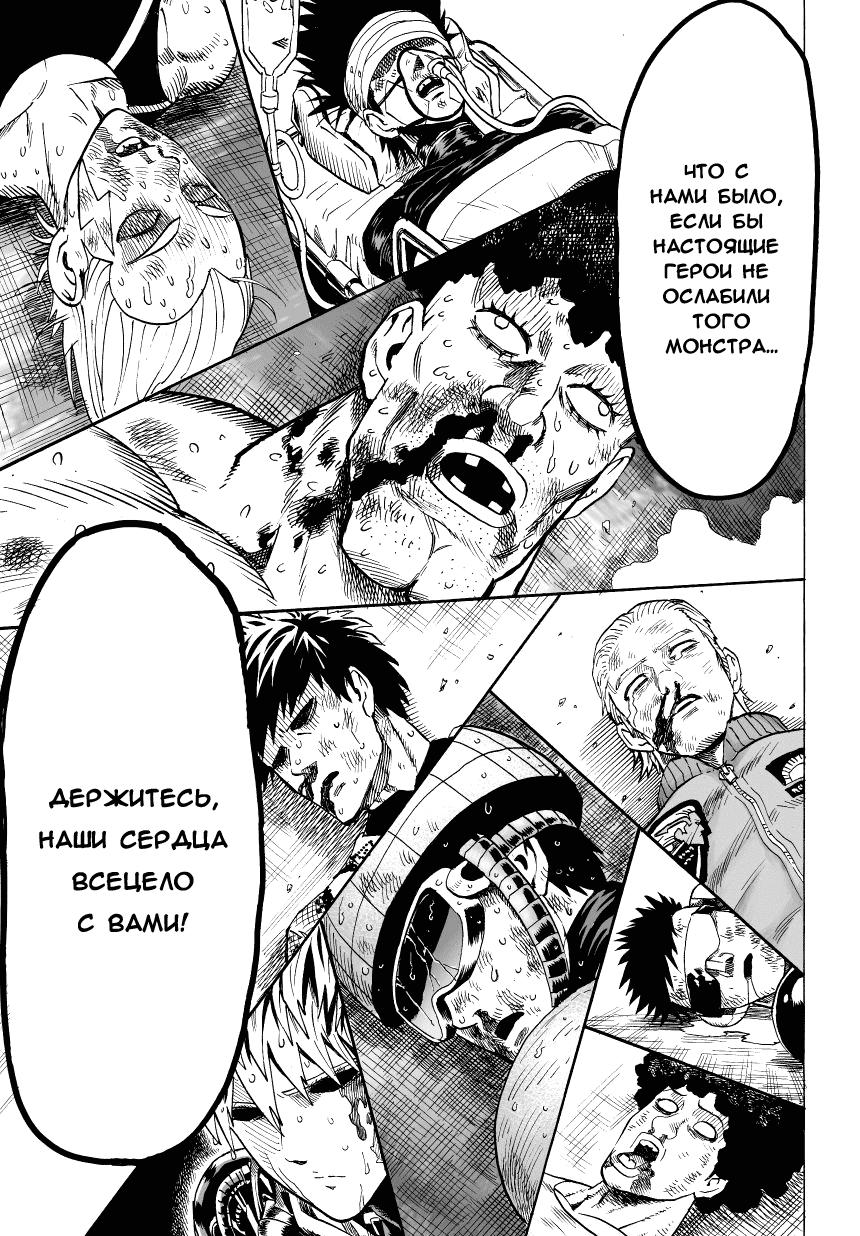 ЧТО С
НАМИ БЫЛО,
ЕСЛИ БЫ
НАСТОЯЩИЕ
ГЕРОИ НЕ
ОСЛАБИЛИ
ТОГО
МОНСТРА...
ДЕРЖИТЕСЬ,
НАШИ СЕРДЦА
ВСЕЦЕЛО
С ВАМИ!